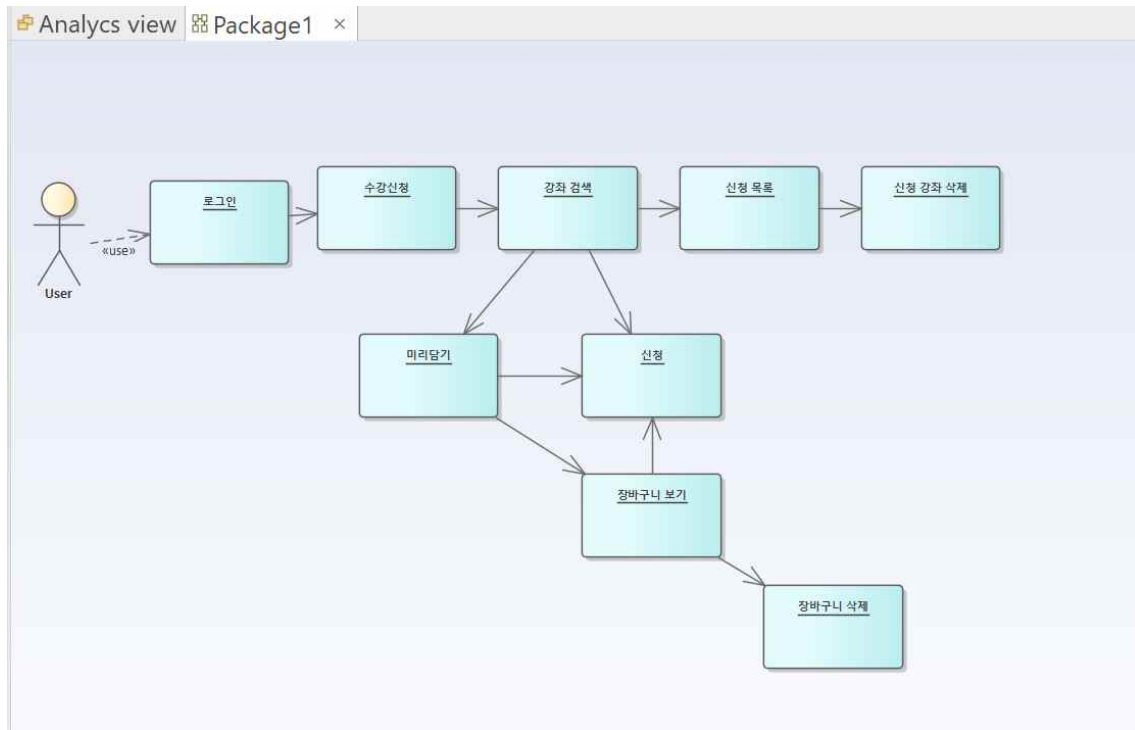 Analycs view
Package1 ×
로그인
수강신청
강좌 검색
신청 목록
신청 강좌 삭제
«use»
User
미리담기
신청
장바구니 보기
장바구니 삭제